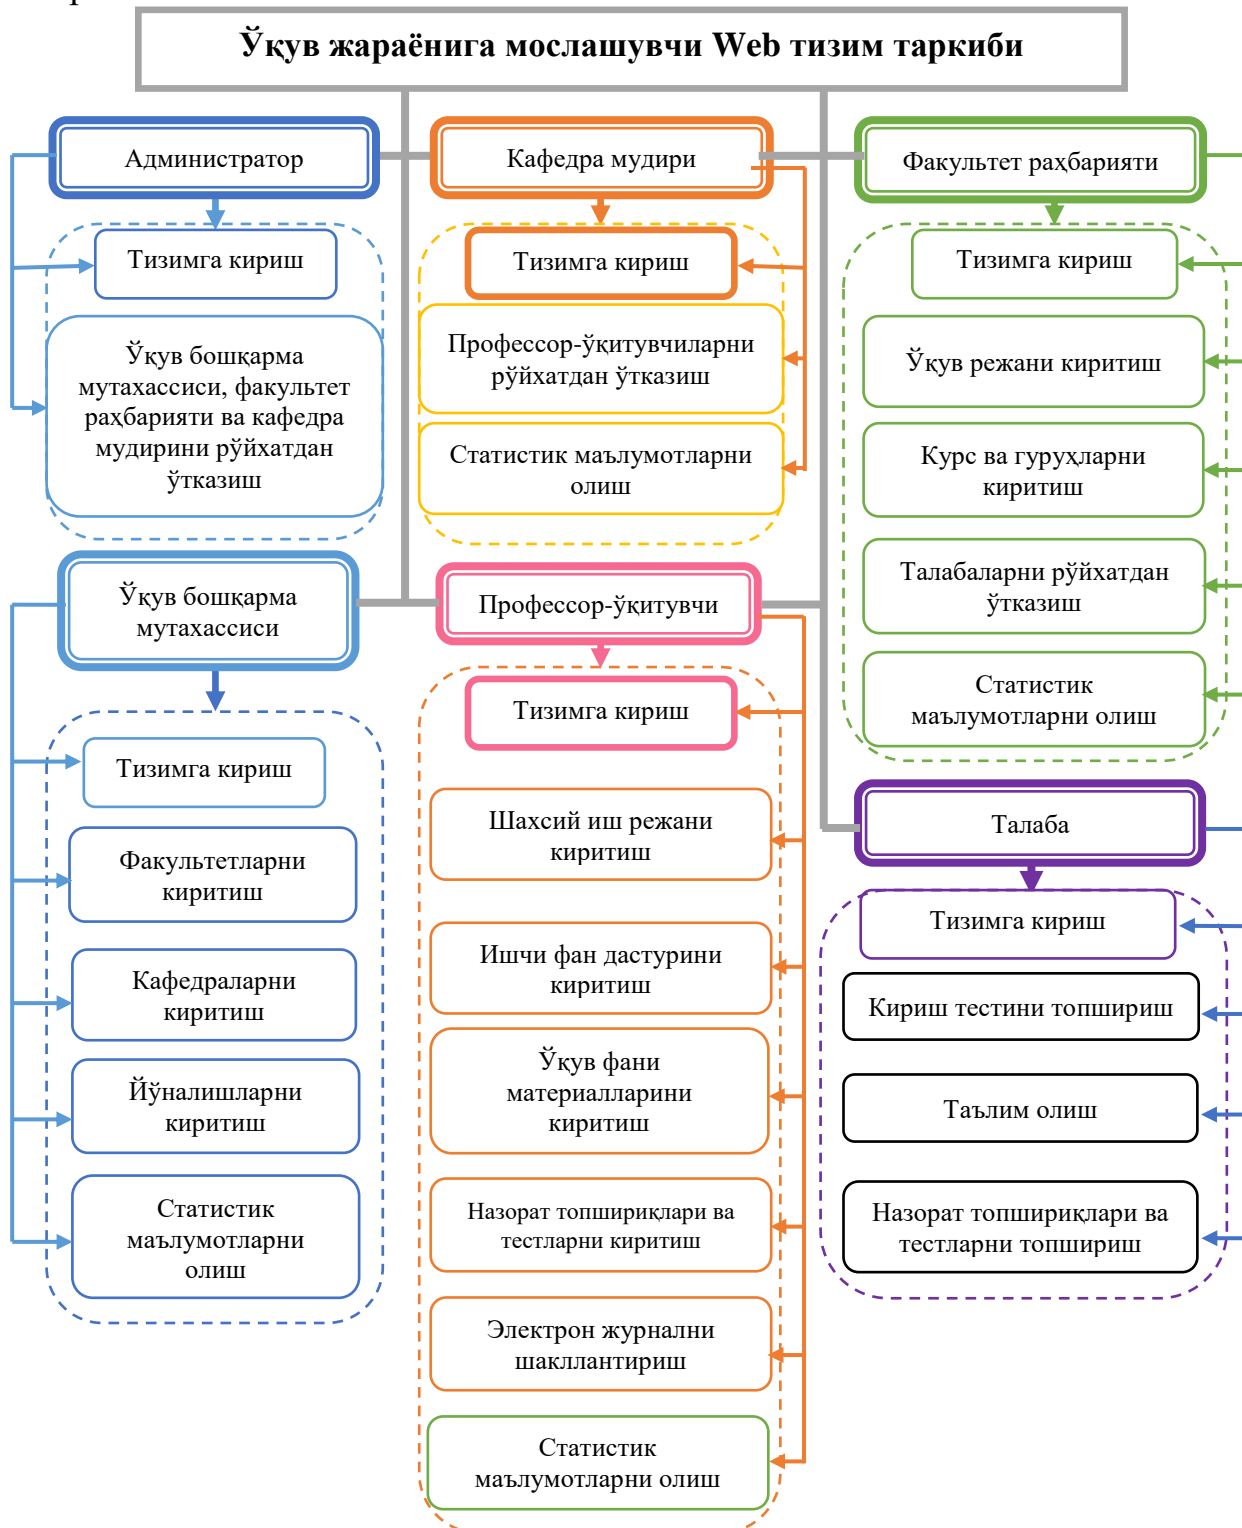 Ўқув жараёнига мослашувчи Web тизим таркиби
Администратор
Тизимга кириш
Ўқув бошқарма
мутахассиси, факультет
раҳбарияти ва кафедра
мудирини рўйхатдан
ўтказиш
Кафедра мудири
Тизимга кириш
Профессор-ўқитувчиларни
рўйхатдан ўтказиш
Статистик маълумотларни
олиш
Факультет раҳбарияти
Тизимга кириш
Ўқув режани киритиш
Курс ва гуруҳларни
киритиш
Талабаларни рўйхатдан
ўтказиш
Статистик
маълумотларни олиш
Ўқув бошқарма
мутахассиси
Тизимга кириш
Факультетларни
киритиш
Кафедраларни
киритиш
Йўналишларни
киритиш
Статистик
маълумотларни
олиш
Профессор-ўқитувчи
Тизимга кириш
Шахсий иш режани
киритиш
Ишчи фан дастурини
киритиш
Ўқув фани
материалларини
киритиш
Назорат топшириқлари ва
тестларни киритиш
Электрон журнални
шакллантириш
Статистик
маълумотларни олиш
Талаба
Тизимга кириш
Кириш тестини топшириш
Таълим олиш
Назорат топшириқлари ва
тестларни топшириш